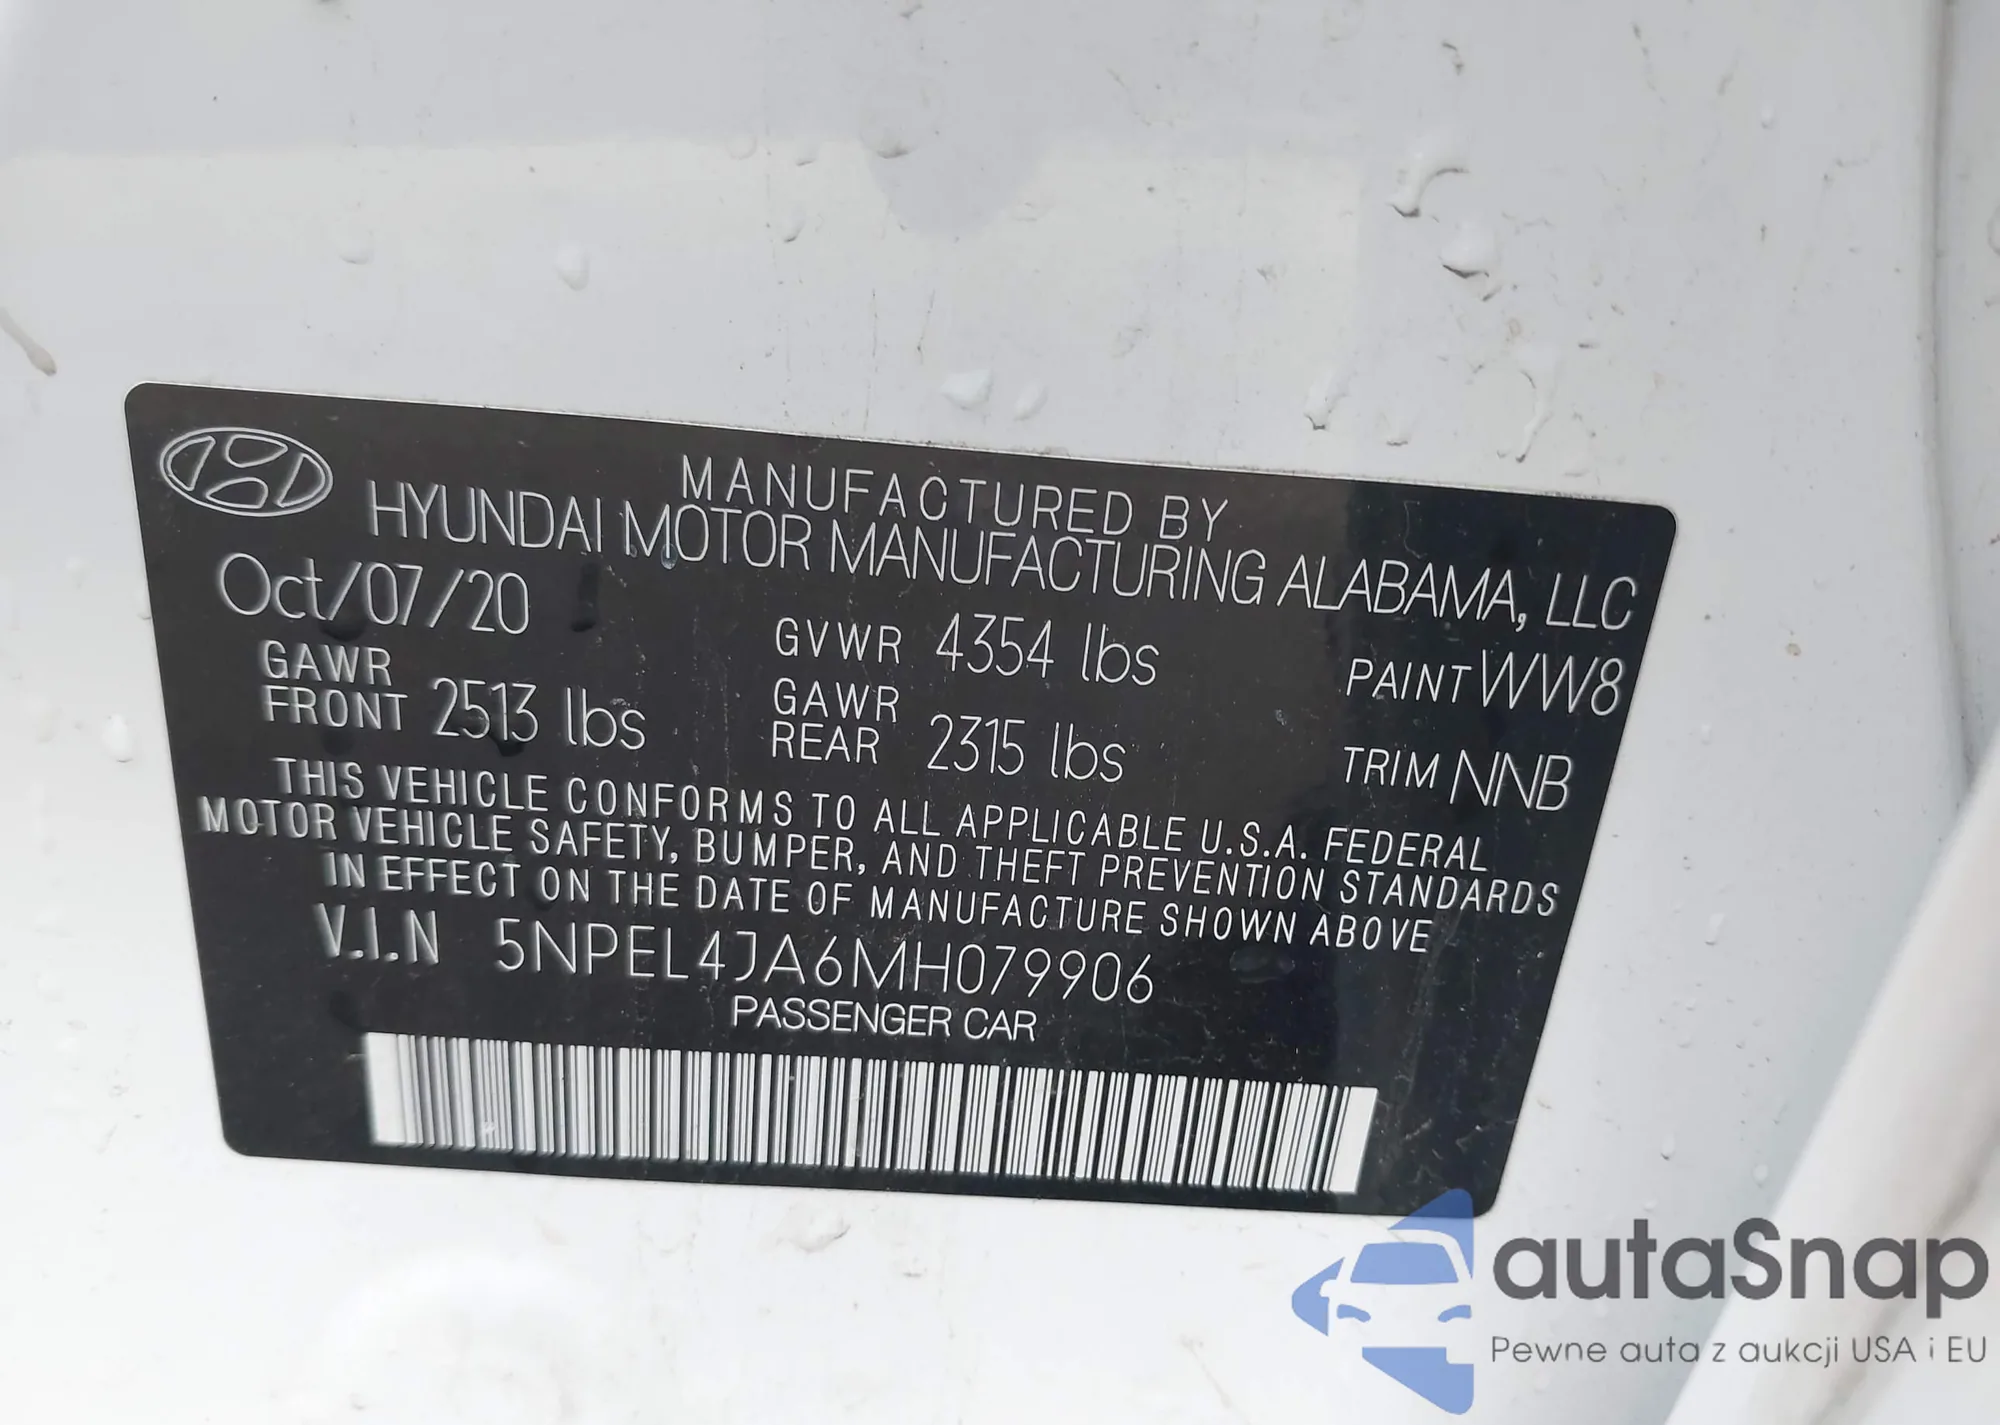 MANUFACTURED BY
HYUNDAI MOTOR MANUFACTURING ALABAMA, LLC
Oct/07/20 GVWR 4354 lbs PAINT WW8
GAWR FRONT 2513 lbs GAWR REAR 2315 lbs TRIM NNB
THIS VEHICLE CONFORMS TO ALL APPLICABLE U.S.A. FEDERAL
MOTOR VEHICLE SAFETY, BUMPER, AND THEFT PREVENTION STANDARDS
IN EFFECT ON THE DATE OF MANUFACTURE SHOWN ABOVE
V.I.N 5NPEL4JA6MH079906
PASSENGER CAR
autaSnap
Pewne auta z aukcji USA i EU